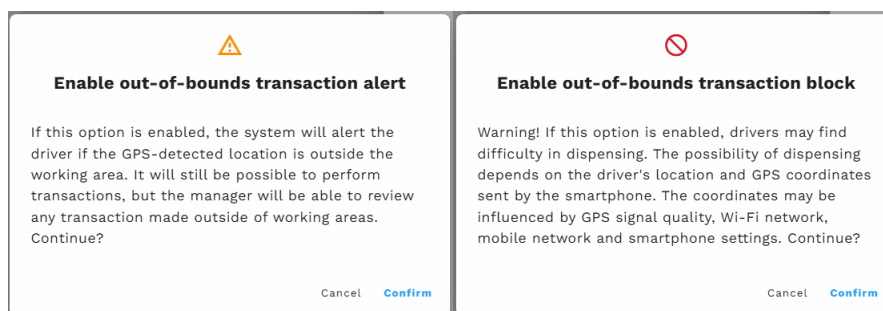 Enable out-of-bounds transaction alert
If this option is enabled, the system will alert the
driver if the GPS-detected location is outside the
working area. It will still be possible to perform
transactions, but the manager will be able to review
any transaction made outside of working areas.
Continue?
Cancel Confirm
Enable out-of-bounds transaction block
Warning! If this option is enabled, drivers may find
difficulty in dispensing. The possibility of dispensing
depends on the driver's location and GPS coordinates
sent by the smartphone. The coordinates may be
influenced by GPS signal quality, Wi-Fi network,
mobile network and smartphone settings. Continue?
Cancel Confirm